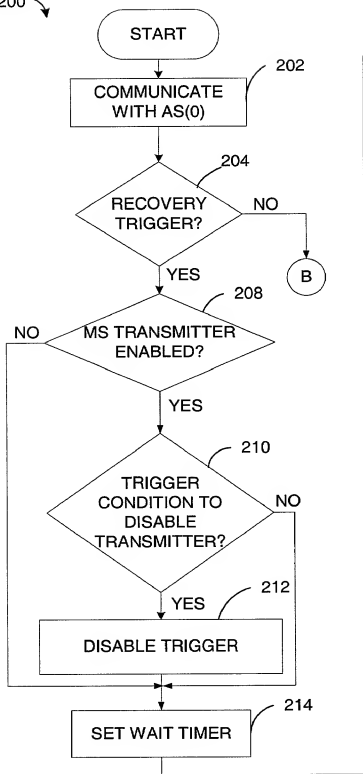 200
START
202
COMMUNICATE
WITH AS(0)
204
RECOVERY
TRIGGER?
NO
B
YES
208
NO
MS TRANSMITTER
ENABLED?
YES
210
TRIGGER
CONDITION TO
DISABLE
TRANSMITTER?
NO
YES
212
DISABLE TRIGGER
214
SET WAIT TIMER